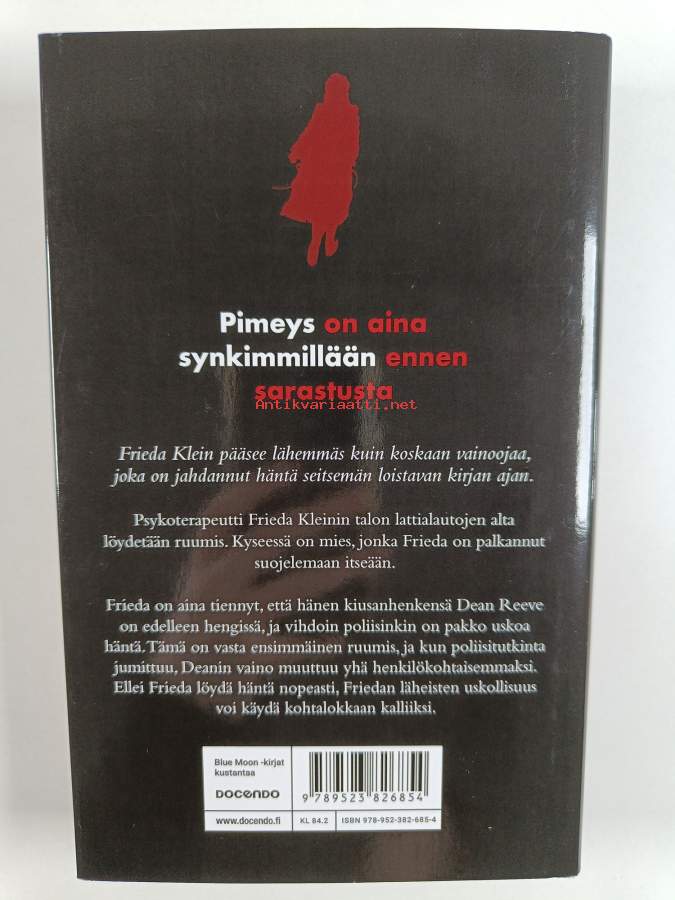 Pimeys on aina
synkimmillään ennen
sarastusta
Antikvariaatti.net
Frieda Klein pääsee lähemmäs kuin koskaan vainoojaa,
joka on jahdannut häntä seitsemän loistavan kirjan ajan.
Psykoterapeutti Frieda Kleinin talon lattialautojen alta
löydetään ruumis. Kyseessä on mies, jonka Frieda on palkannut
suojelemaan itseään.
Frieda on aina tiennyt, että hänen kiusanhenkensä Dean Reeve
on edelleen hengissä, ja vihdoin poliisinkin on pakko uskoa
häntä. Tämä on vasta ensimmäinen ruumis, ja kun poliisitutkinta
jumittuu, Deanin vaino muuttuu yhä henkilökohtaisemmaksi.
Ellei Frieda löydä häntä nopeasti, Friedan läheisten uskollisuus
voi käydä kohtalokkaan kalliiksi.
Blue Moon -kirjat
kustantaa
DOCENDO
9 789523 826854
www.docendo.fi KL 84.2 ISBN 978-952-382-685-4